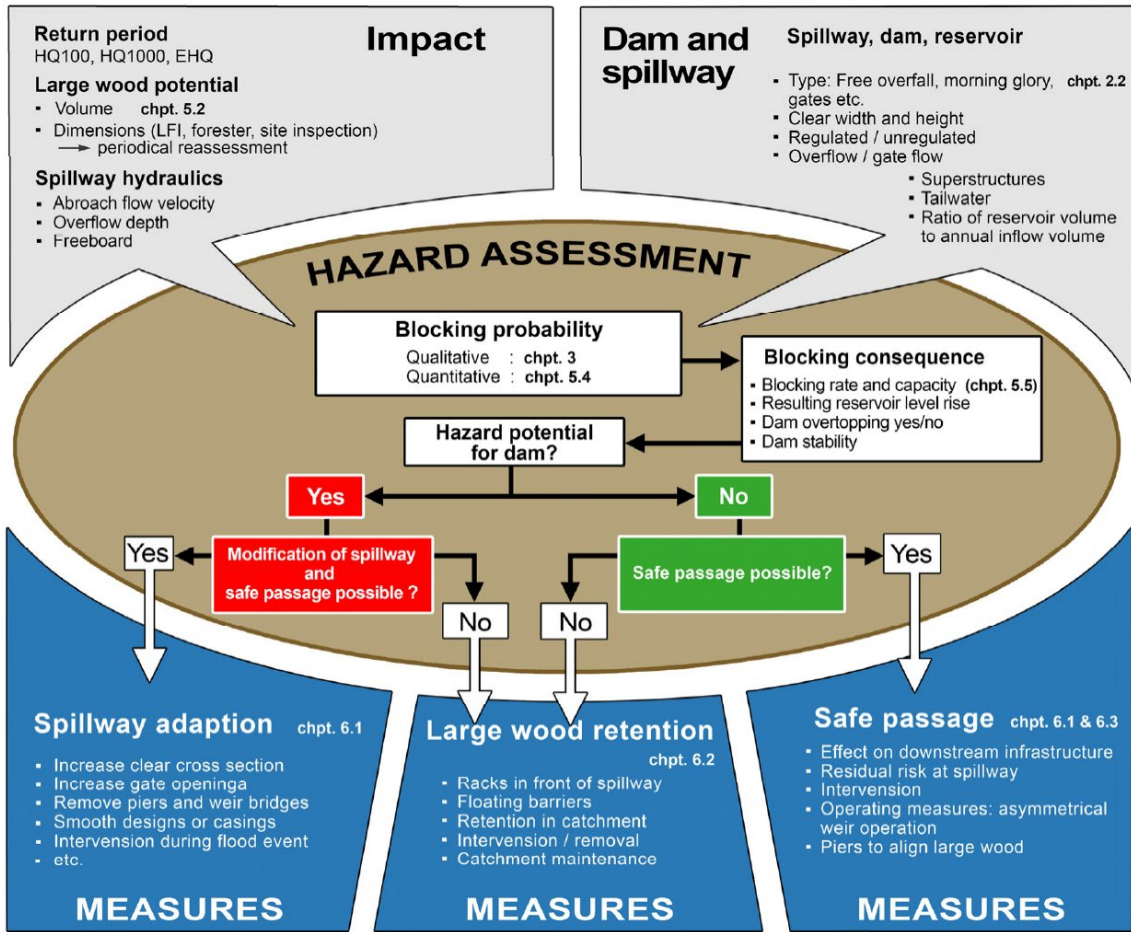 Impact
Return period
HQ100, HQ1000, EHQ
Large wood potential
▪ Volume chpt. 5.2
▪ Dimensions (LFI, forester, site inspection)
→ periodical reassessment
Spillway hydraulics
▪ Abroach flow velocity
▪ Overflow depth
▪ Freeboard
Dam and
spillway
Spillway, dam, reservoir
▪ Type: Free overfall, morning glory, chpt. 2.2
gates etc.
▪ Clear width and height
▪ Regulated / unregulated
▪ Overflow / gate flow
▪ Superstructures
▪ Tailwater
▪ Ratio of reservoir volume
to annual inflow volume
HAZARD ASSESSMENT
Blocking probability
Qualitative : chpt. 3
Quantitative : chpt. 5.4
Blocking consequence
▪ Blocking rate and capacity (chpt. 5.5)
▪ Resulting reservoir level rise
▪ Dam overtopping yes/no
▪ Dam stability
Hazard potential
for dam?
Yes
No
Yes
Modification of spillway
and
safe passage possible ?
No
No
Safe passage possible?
Yes
Spillway adaption chpt. 6.1
▪ Increase clear cross section
▪ Increase gate openinga
▪ Remove piers and weir bridges
▪ Smooth designs or casings
▪ Intervention during flood event
▪ etc.
MEASURES
Large wood retention
chpt. 6.2
▪ Racks in front of spillway
▪ Floating barriers
▪ Retention in catchment
▪ Intervention / removal
▪ Catchment maintenance
MEASURES
Safe passage chpt. 6.1 & 6.3
▪ Effect on downstream infrastructure
▪ Residual risk at spillway
▪ Intervention
▪ Operating measures: asymmetrical
weir operation
▪ Piers to align large wood
MEASURES